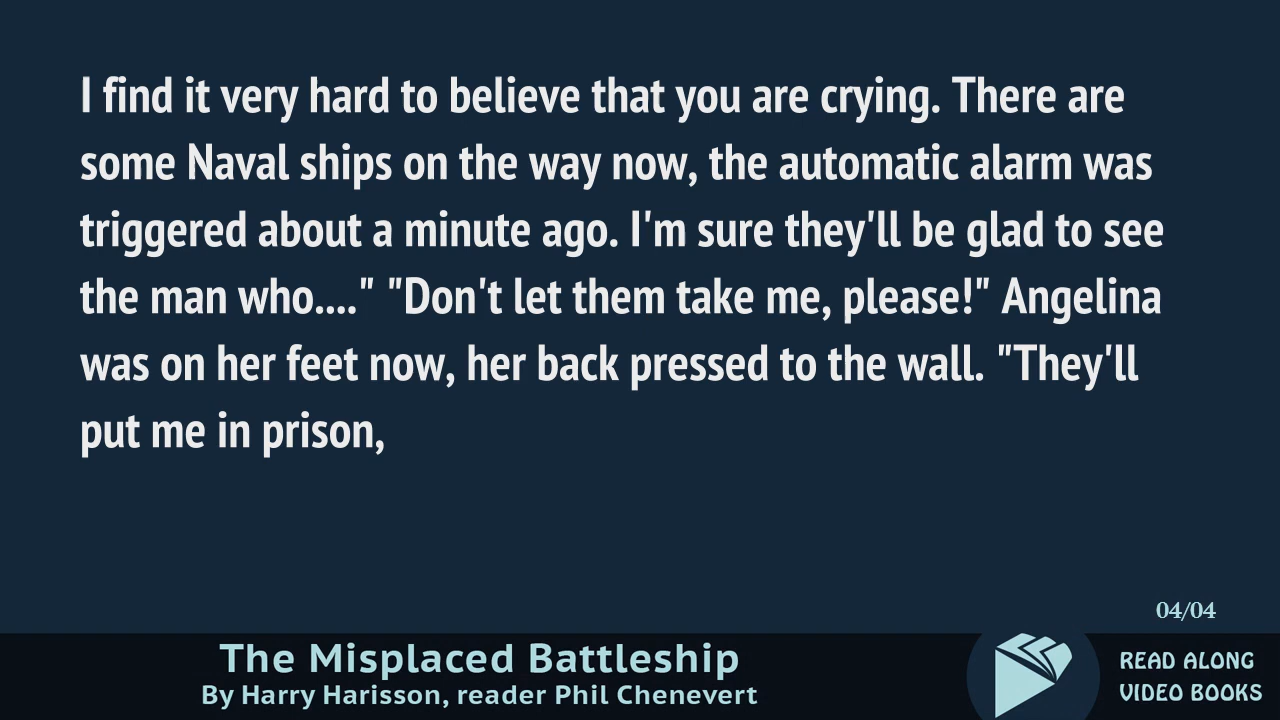 I find it very hard to believe that you are crying. There are
some Naval ships on the way now, the automatic alarm was
triggered about a minute ago. I'm sure they'll be glad to see
the man who...." "Don't let them take me, please!" Angelina
was on her feet now, her back pressed to the wall. "They'll
put me in prison,
04/04
The Misplaced Battleship
By Harry Harisson, reader Phil Chenevert
READ ALONG
VIDEO BOOKS